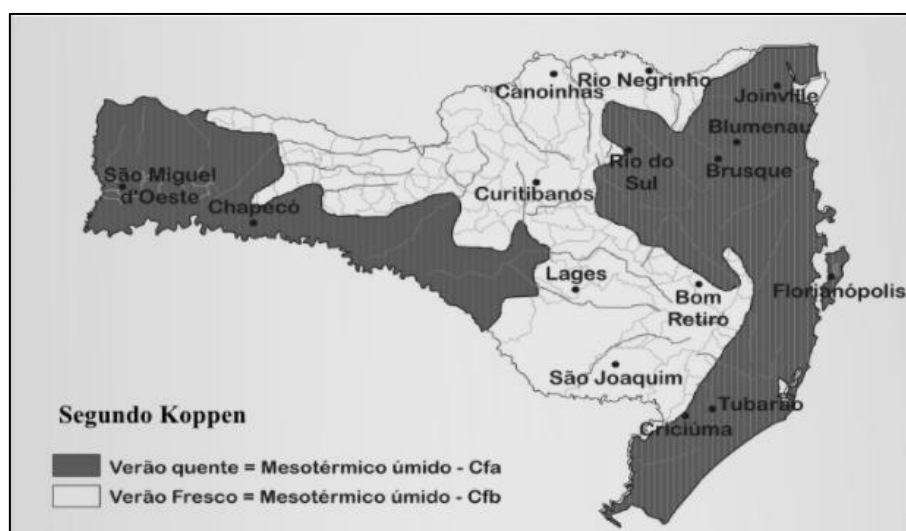 Canoinhas
Rio Negrinho
Joinville
Blumenau
Rio do
Sul
Brusque
São Miguel
d'Oeste
Curitibanos
Chapecó
Lages
Bom
Retiro
Florianópolis
São Joaquim
Tubarão
Criciúma
Segundo Koppen
Verão quente = Mesotérmico úmido - Cfa
Verão Fresco = Mesotérmico úmido - Cfb